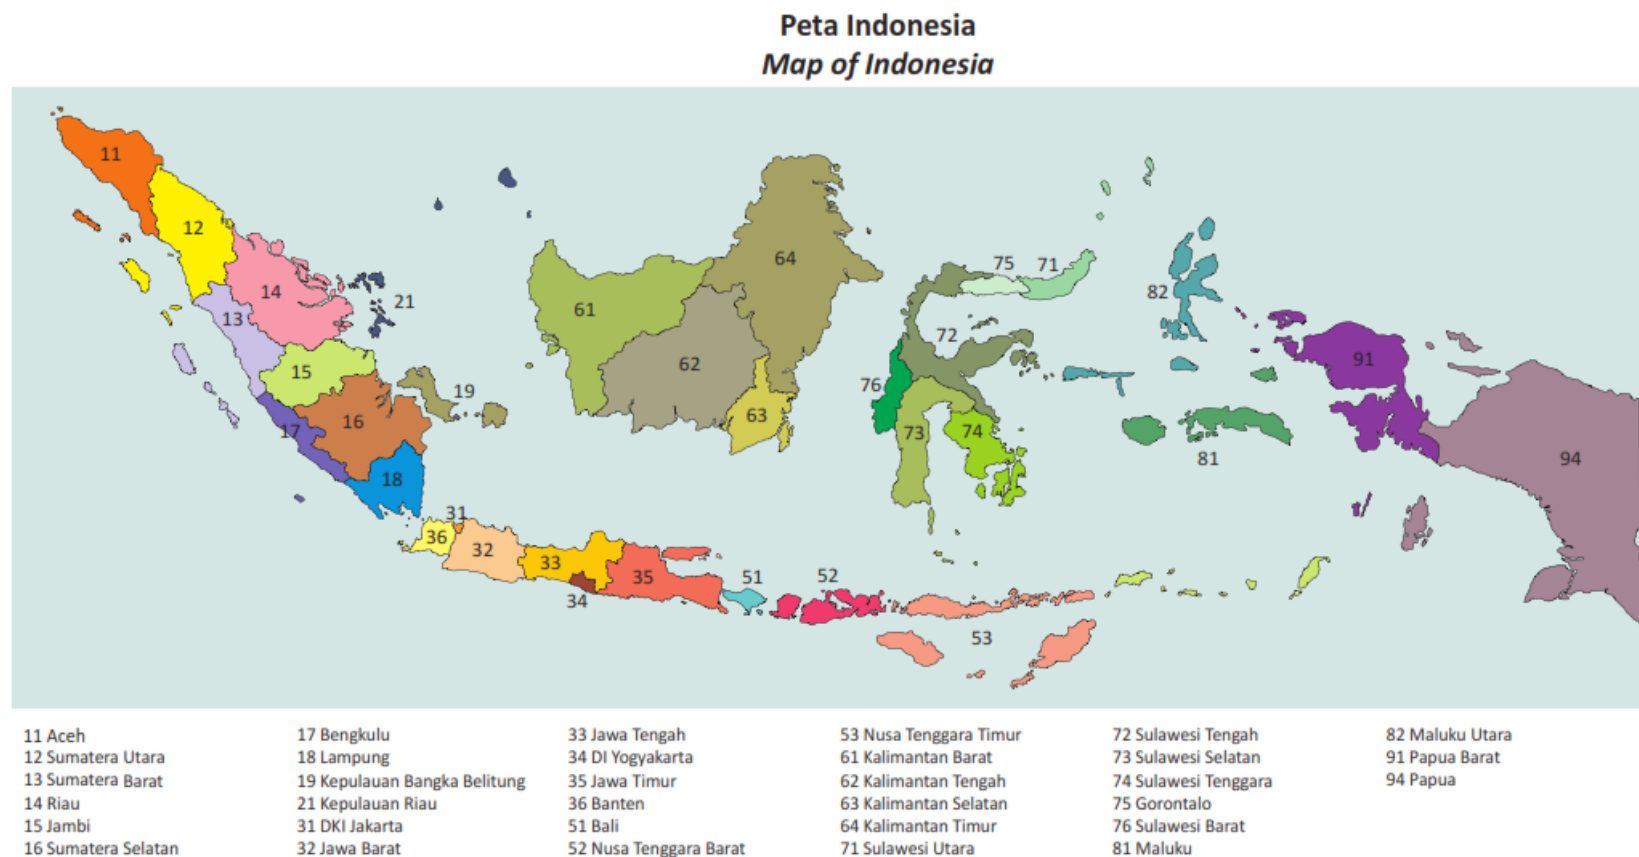 Peta Indonesia
Map of Indonesia
11
12
14
13
21
15
19
16
17
18
31
36
32
33
34
35
51
52
53
61
62
63
64
75
71
72
76
73
74
82
81
91
94
11 Aceh
12 Sumatera Utara
13 Sumatera Barat
14 Riau
15 Jambi
16 Sumatera Selatan
17 Bengkulu
18 Lampung
19 Kepulauan Bangka Belitung
21 Kepulauan Riau
31 DKI Jakarta
32 Jawa Barat
33 Jawa Tengah
34 DI Yogyakarta
35 Jawa Timur
36 Banten
51 Bali
52 Nusa Tenggara Barat
53 Nusa Tenggara Timur
61 Kalimantan Barat
62 Kalimantan Tengah
63 Kalimantan Selatan
64 Kalimantan Timur
71 Sulawesi Utara
72 Sulawesi Tengah
73 Sulawesi Selatan
74 Sulawesi Tenggara
75 Gorontalo
76 Sulawesi Barat
81 Maluku
82 Maluku Utara
91 Papua Barat
94 Papua